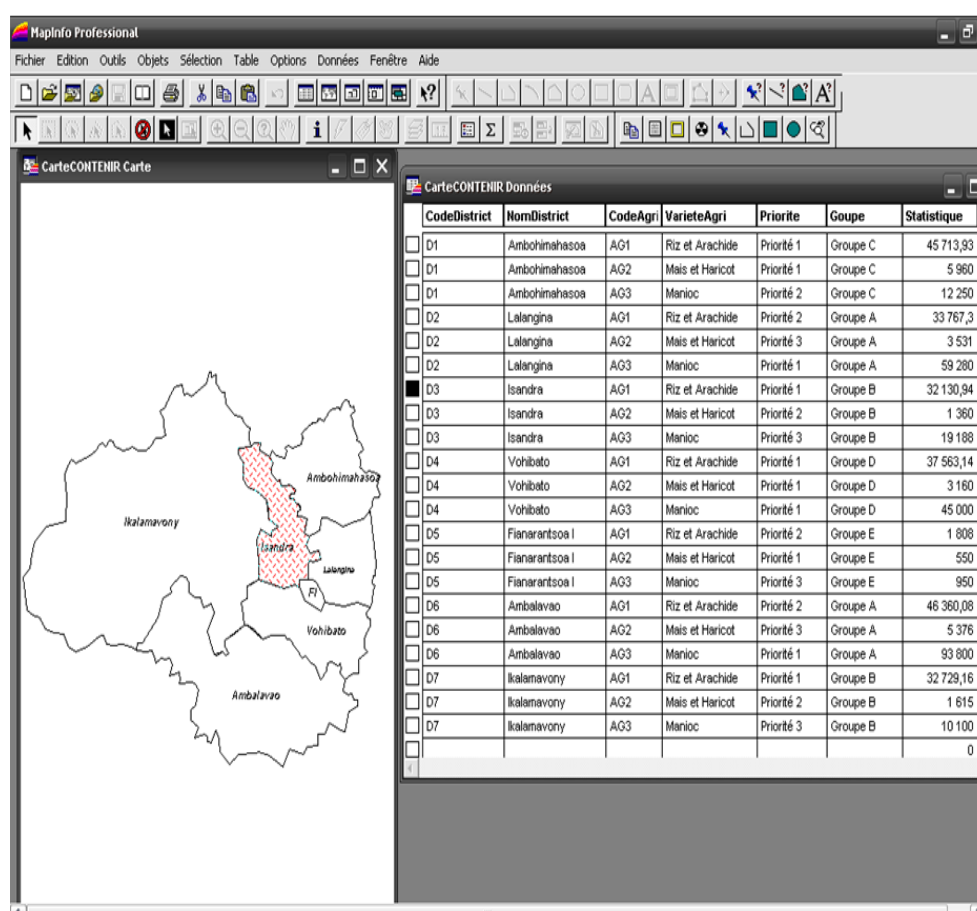 MapInfo Professional
Fichier Edition Outils Objets Sélection Table Options Données Fenêtre Aide
CarteCONTENIR Carte
Ambohimahasoa
Ikalamavony
Isandra
Lalangina
FI
Vohibato
Ambalavao
CarteCONTENIR Données
CodeDistrict NomDistrict CodeAgri VarieteAgri Priorite Goupe Statistique
D1 Ambohimahasoa AG1 Riz et Arachide Priorité 1 Groupe C 45 713,93
D1 Ambohimahasoa AG2 Mais et Haricot Priorité 1 Groupe C 5 960
D1 Ambohimahasoa AG3 Manioc Priorité 2 Groupe C 12 250
D2 Lalangina AG1 Riz et Arachide Priorité 2 Groupe A 33 767,3
D2 Lalangina AG2 Mais et Haricot Priorité 3 Groupe A 3 531
D2 Lalangina AG3 Manioc Priorité 1 Groupe A 59 280
D3 Isandra AG1 Riz et Arachide Priorité 1 Groupe B 32 130,94
D3 Isandra AG2 Mais et Haricot Priorité 2 Groupe B 1 360
D3 Isandra AG3 Manioc Priorité 3 Groupe B 19 188
D4 Vohibato AG1 Riz et Arachide Priorité 1 Groupe D 37 563,14
D4 Vohibato AG2 Mais et Haricot Priorité 1 Groupe D 3 160
D4 Vohibato AG3 Manioc Priorité 1 Groupe D 45 000
D5 Fianarantsoa I AG1 Riz et Arachide Priorité 2 Groupe E 1 808
D5 Fianarantsoa I AG2 Mais et Haricot Priorité 1 Groupe E 550
D5 Fianarantsoa I AG3 Manioc Priorité 3 Groupe E 950
D6 Ambalavao AG1 Riz et Arachide Priorité 2 Groupe A 46 360,08
D6 Ambalavao AG2 Mais et Haricot Priorité 3 Groupe A 5 376
D6 Ambalavao AG3 Manioc Priorité 1 Groupe A 93 800
D7 Ikalamavony AG1 Riz et Arachide Priorité 1 Groupe B 32 729,16
D7 Ikalamavony AG2 Mais et Haricot Priorité 2 Groupe B 1 615
D7 Ikalamavony AG3 Manioc Priorité 3 Groupe B 10 100
0